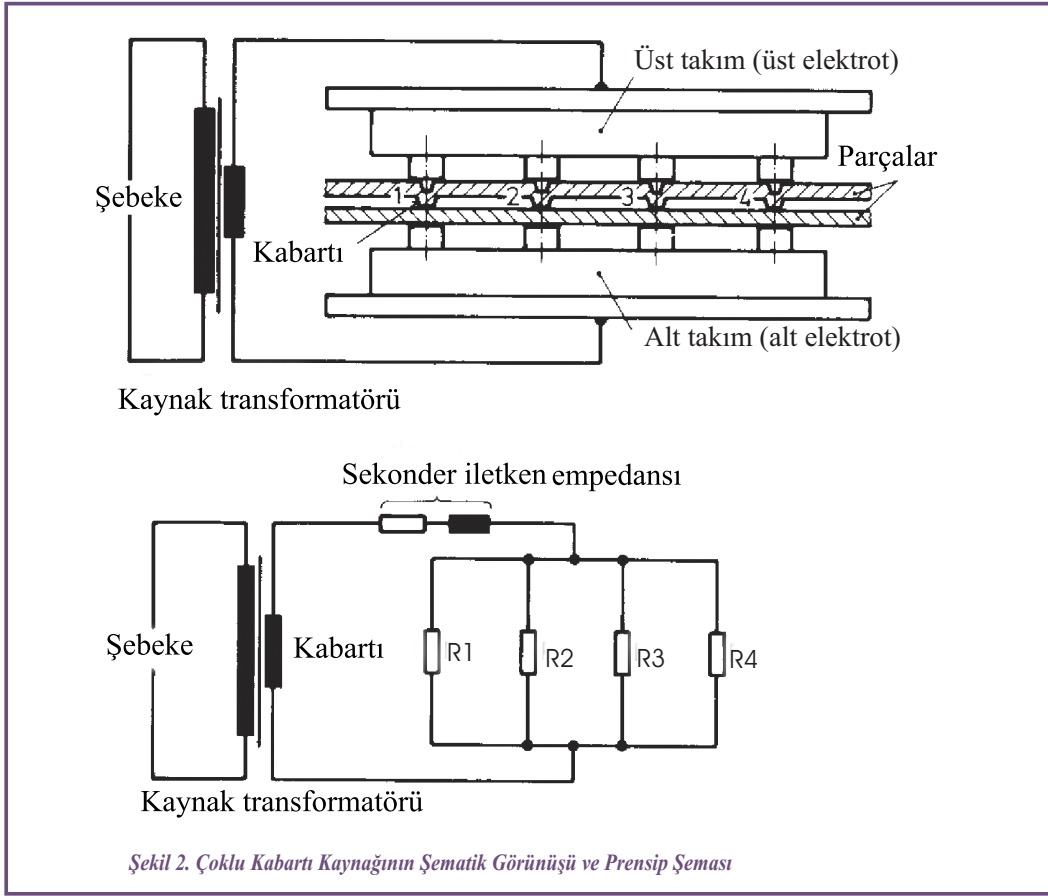 Üst takım (üst elektrot)
Parçalar
Şebeke
1 2 3 4
Kabartı
Alt takım (alt elektrot)
Kaynak transformatörü
Sekonder iletken empedansı
Şebeke
Kabartı
R1 R2 R3 R4
Kaynak transformatörü
Şekil 2. Çoklu Kabartı Kaynağının Şematik Görünüşü ve Prensip Şeması